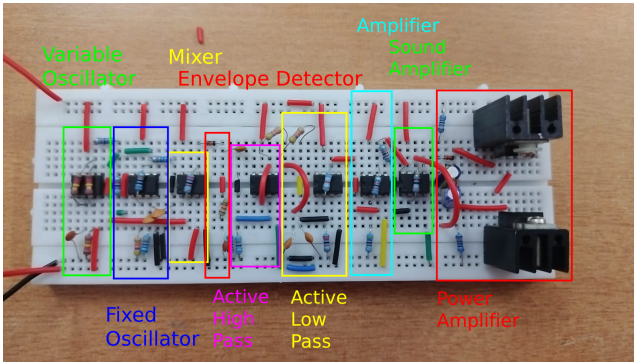 Variable
Oscillator
Mixer
Envelope Detector
Amplifier
Sound
Amplifier
Fixed
Oscillator
Active
High
Pass
Active
Low
Pass
Power
Amplifier